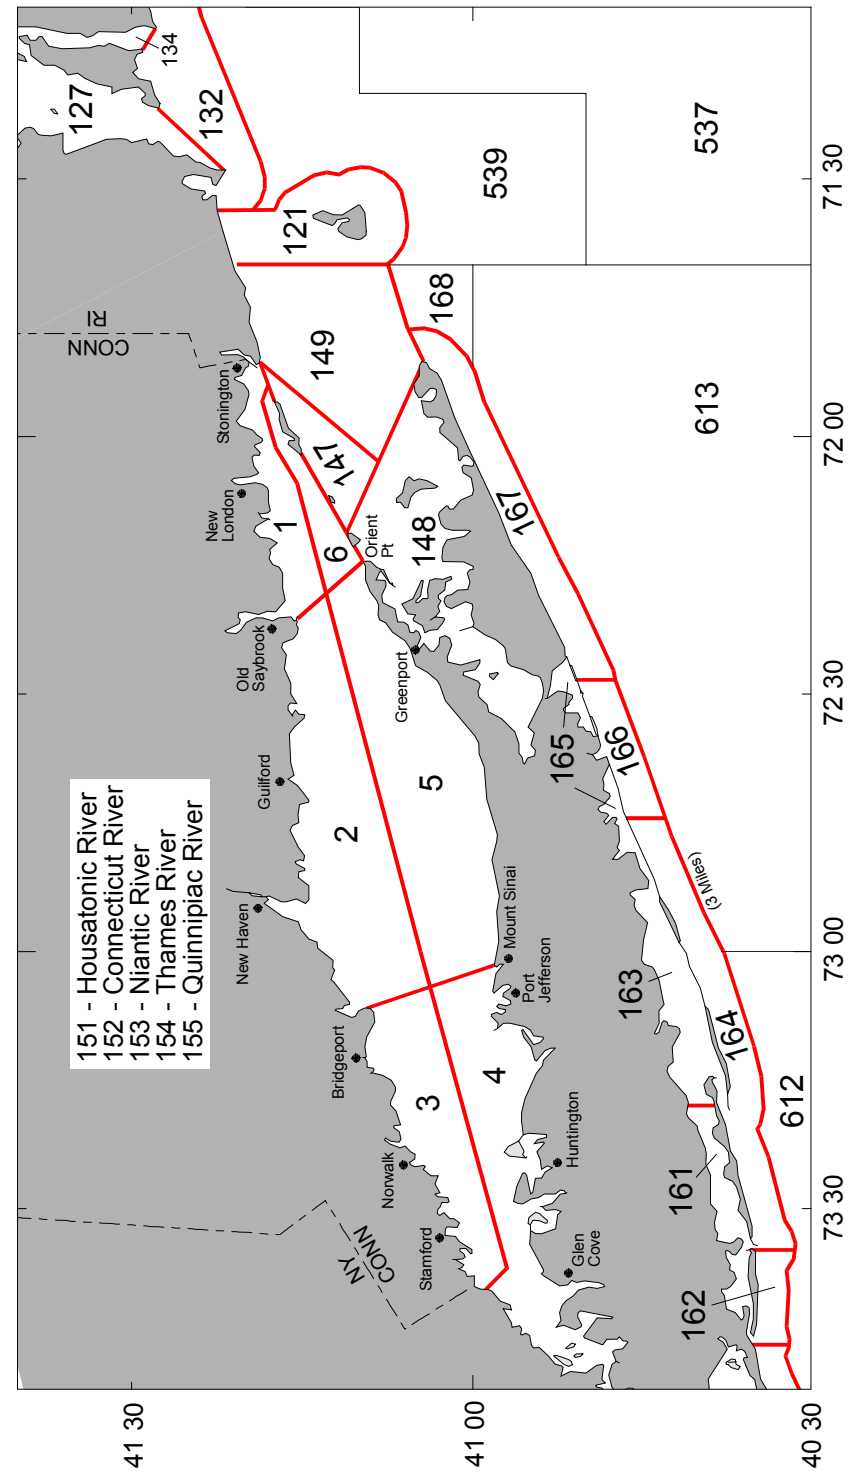 151 - Housatonic River
152 - Connecticut River
153 - Niantic River
154 - Thames River
155 - Quinnipiac River
NY
CONN
CONN
RI
Stamford
Norwalk
Bridgeport
New Haven
Guilford
Old
Saybrook
New
London
Stonington
127
134
132
121
149
147
1
6
2
3
5
4
148
Orient
Pt
Greenport
Mount Sinai
Port
Jefferson
Huntington
Glen
Cove
168
167
165
166
163
164
161
162
(3 Miles)
539
537
613
612
41 30
41 00
40 30
73 30
73 00
72 30
72 00
71 30